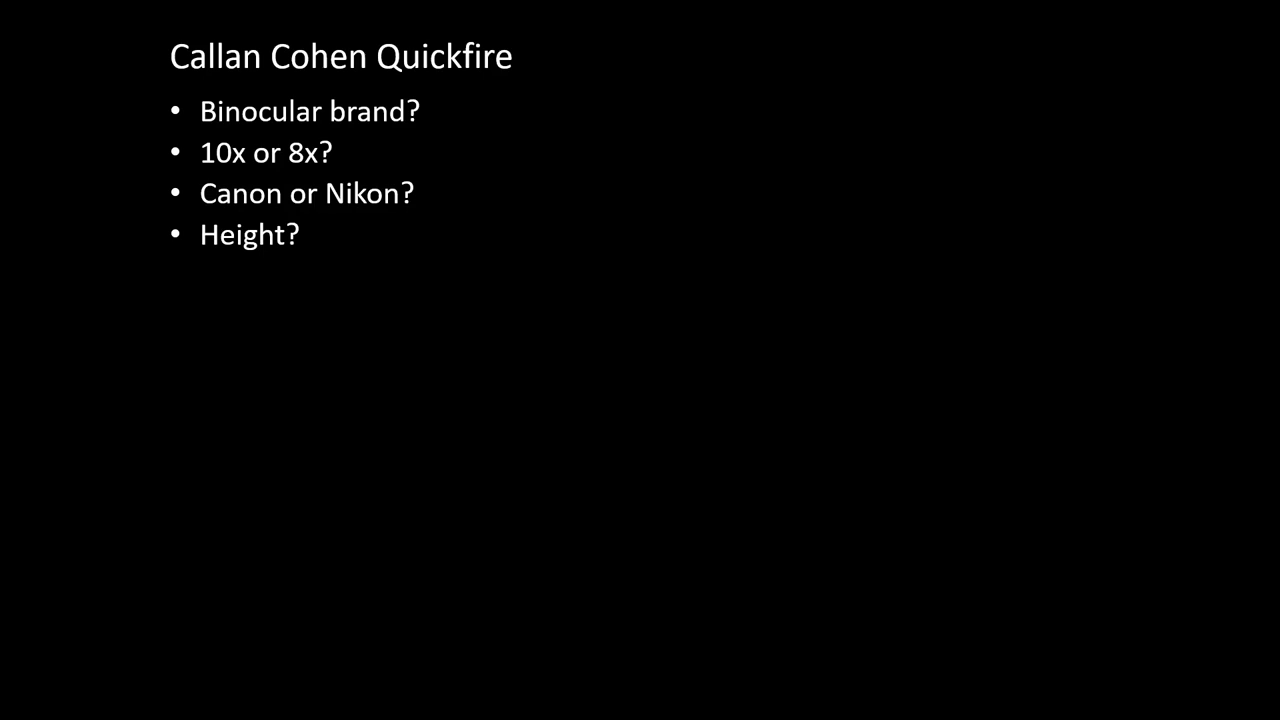 Callan Cohen Quickfire
• Binocular brand?
• 10x or 8x?
• Canon or Nikon?
• Height?